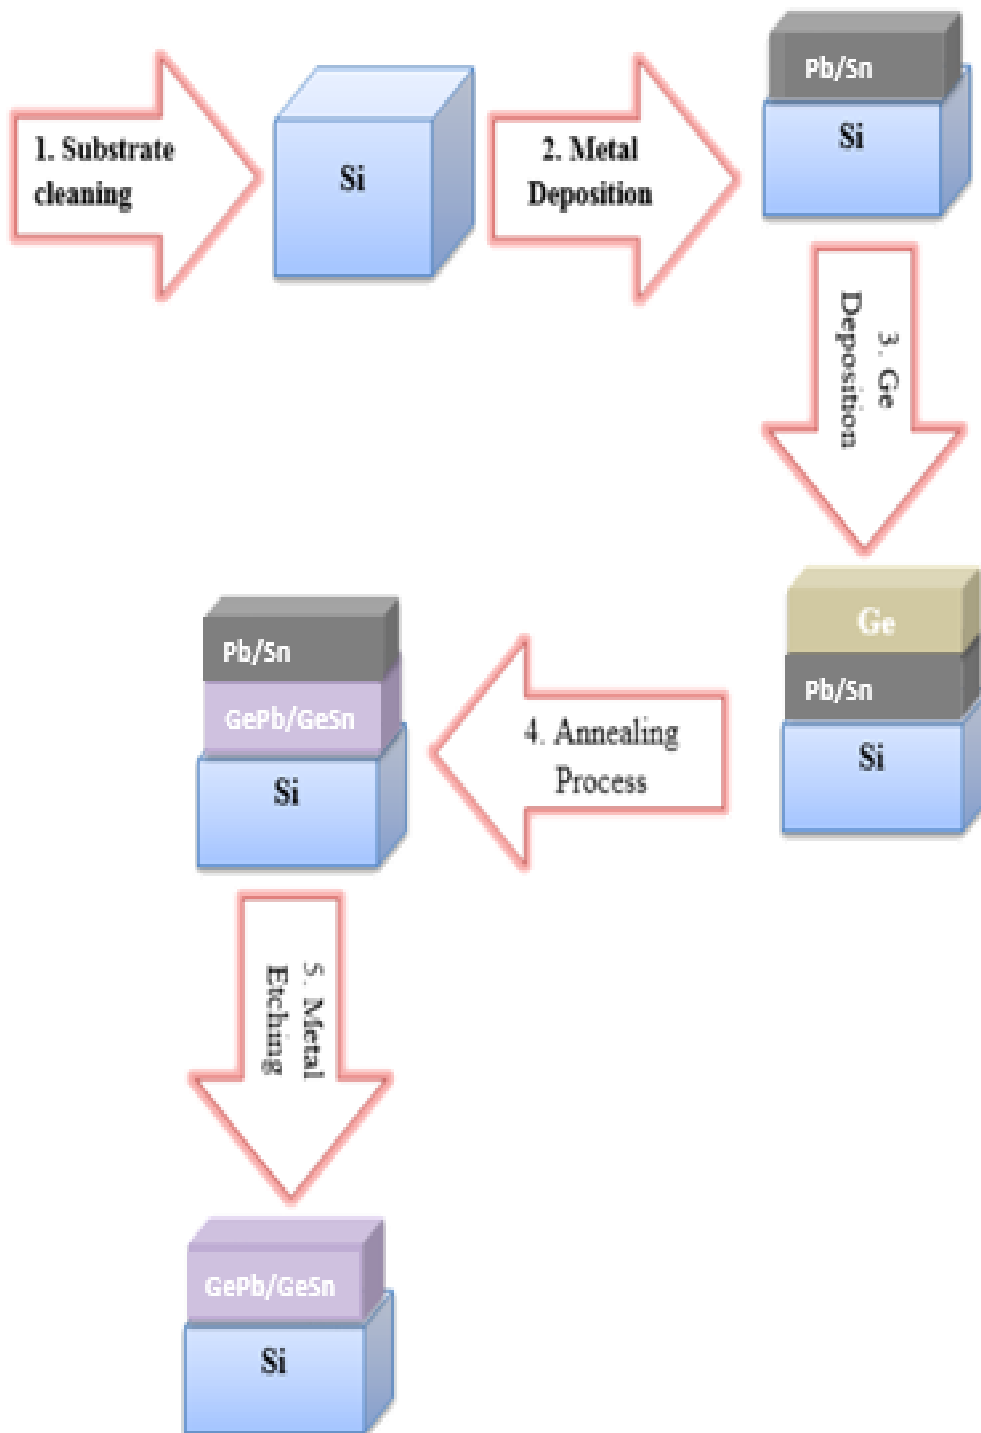 1. Substrate
cleaning
Si
2. Metal
Deposition
Pb/Sn
Si
3. Ge
Deposition
Ge
Pb/Sn
Si
4. Annealing
Process
Pb/Sn
GePb/GeSn
Si
5. Metal
Etching
GePb/GeSn
Si